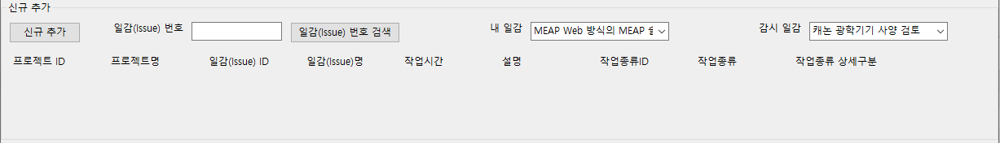 신규 추가
신규 추가 일감(Issue) 번호 일감(Issue) 번호 검색 내 일감 MEAP Web 방식의 MEAP 감시 일감 캐논 광학기기 사양 검토
프로젝트 ID 프로젝트명 일감(Issue) ID 일감(Issue)명 작업시간 설명 작업종류ID 작업종류 작업종류 상세구분